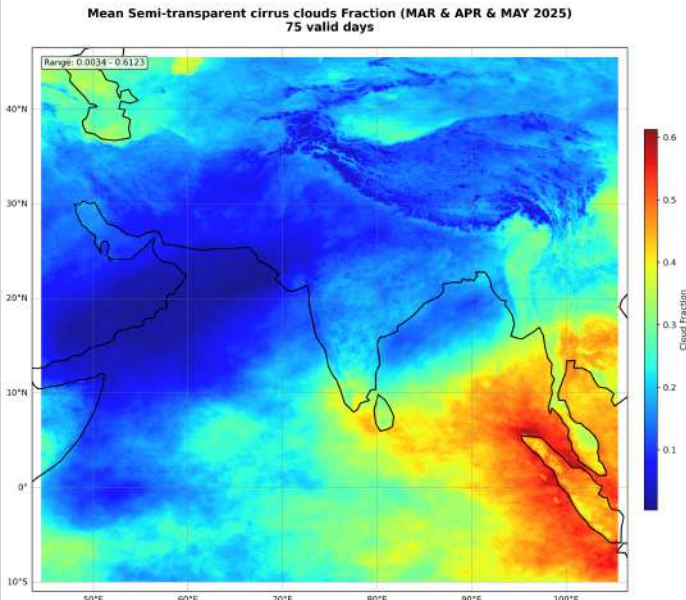 Mean Semi-transparent cirrus clouds Fraction (MAR & APR & MAY 2025)
75 valid days
Range: 0.0034 - 0.6123
40°N
30°N
20°N
10°N
0°
10°S
50°E
60°E
70°E
80°E
90°E
100°E
0.6
0.5
0.4
0.3
0.2
0.1
Cloud Fraction